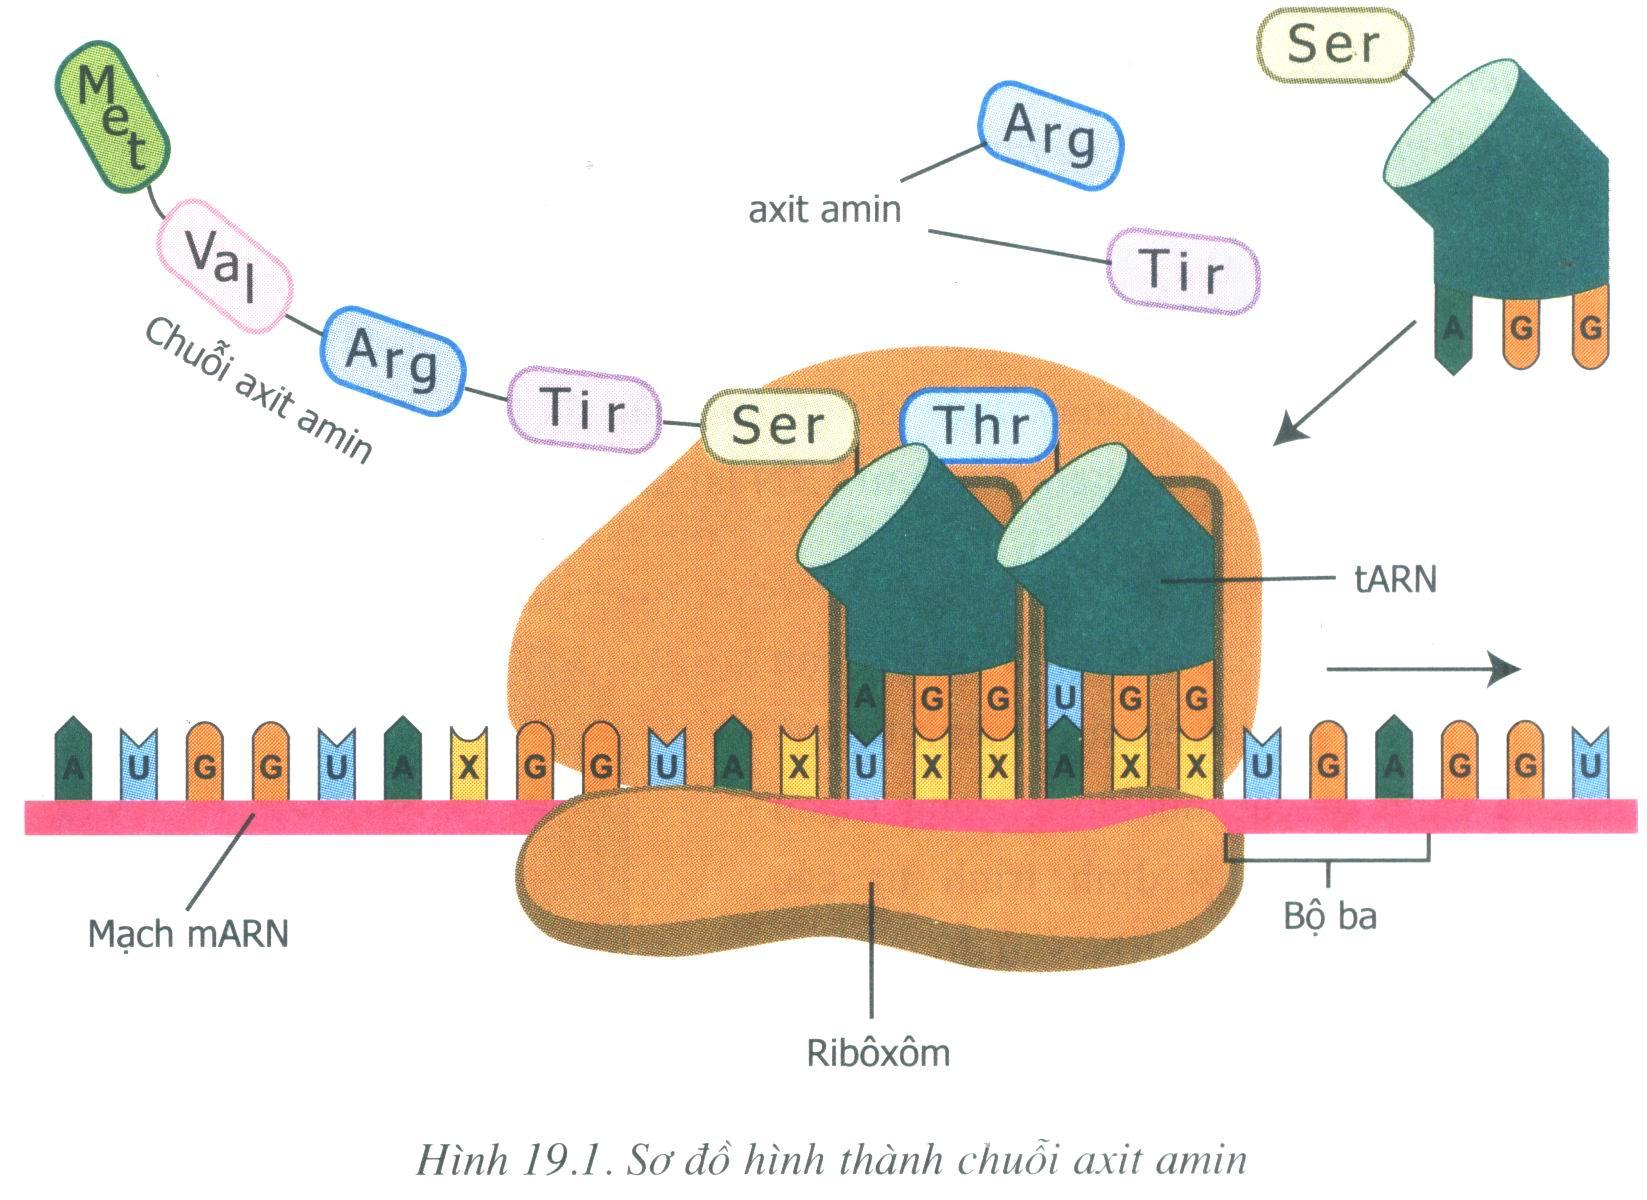 Met
Val
Arg
Tir
Ser
Thr
Chuỗi axit amin
axit amin
Arg
Tir
Ser
A G G
tARN
A G G U G G
A U G G U A X G G U A X U X X A X X U G A G G U
Mạch mARN
Bộ ba
Ribôxôm
Hình 19.1. Sơ đồ hình thành chuỗi axit amin